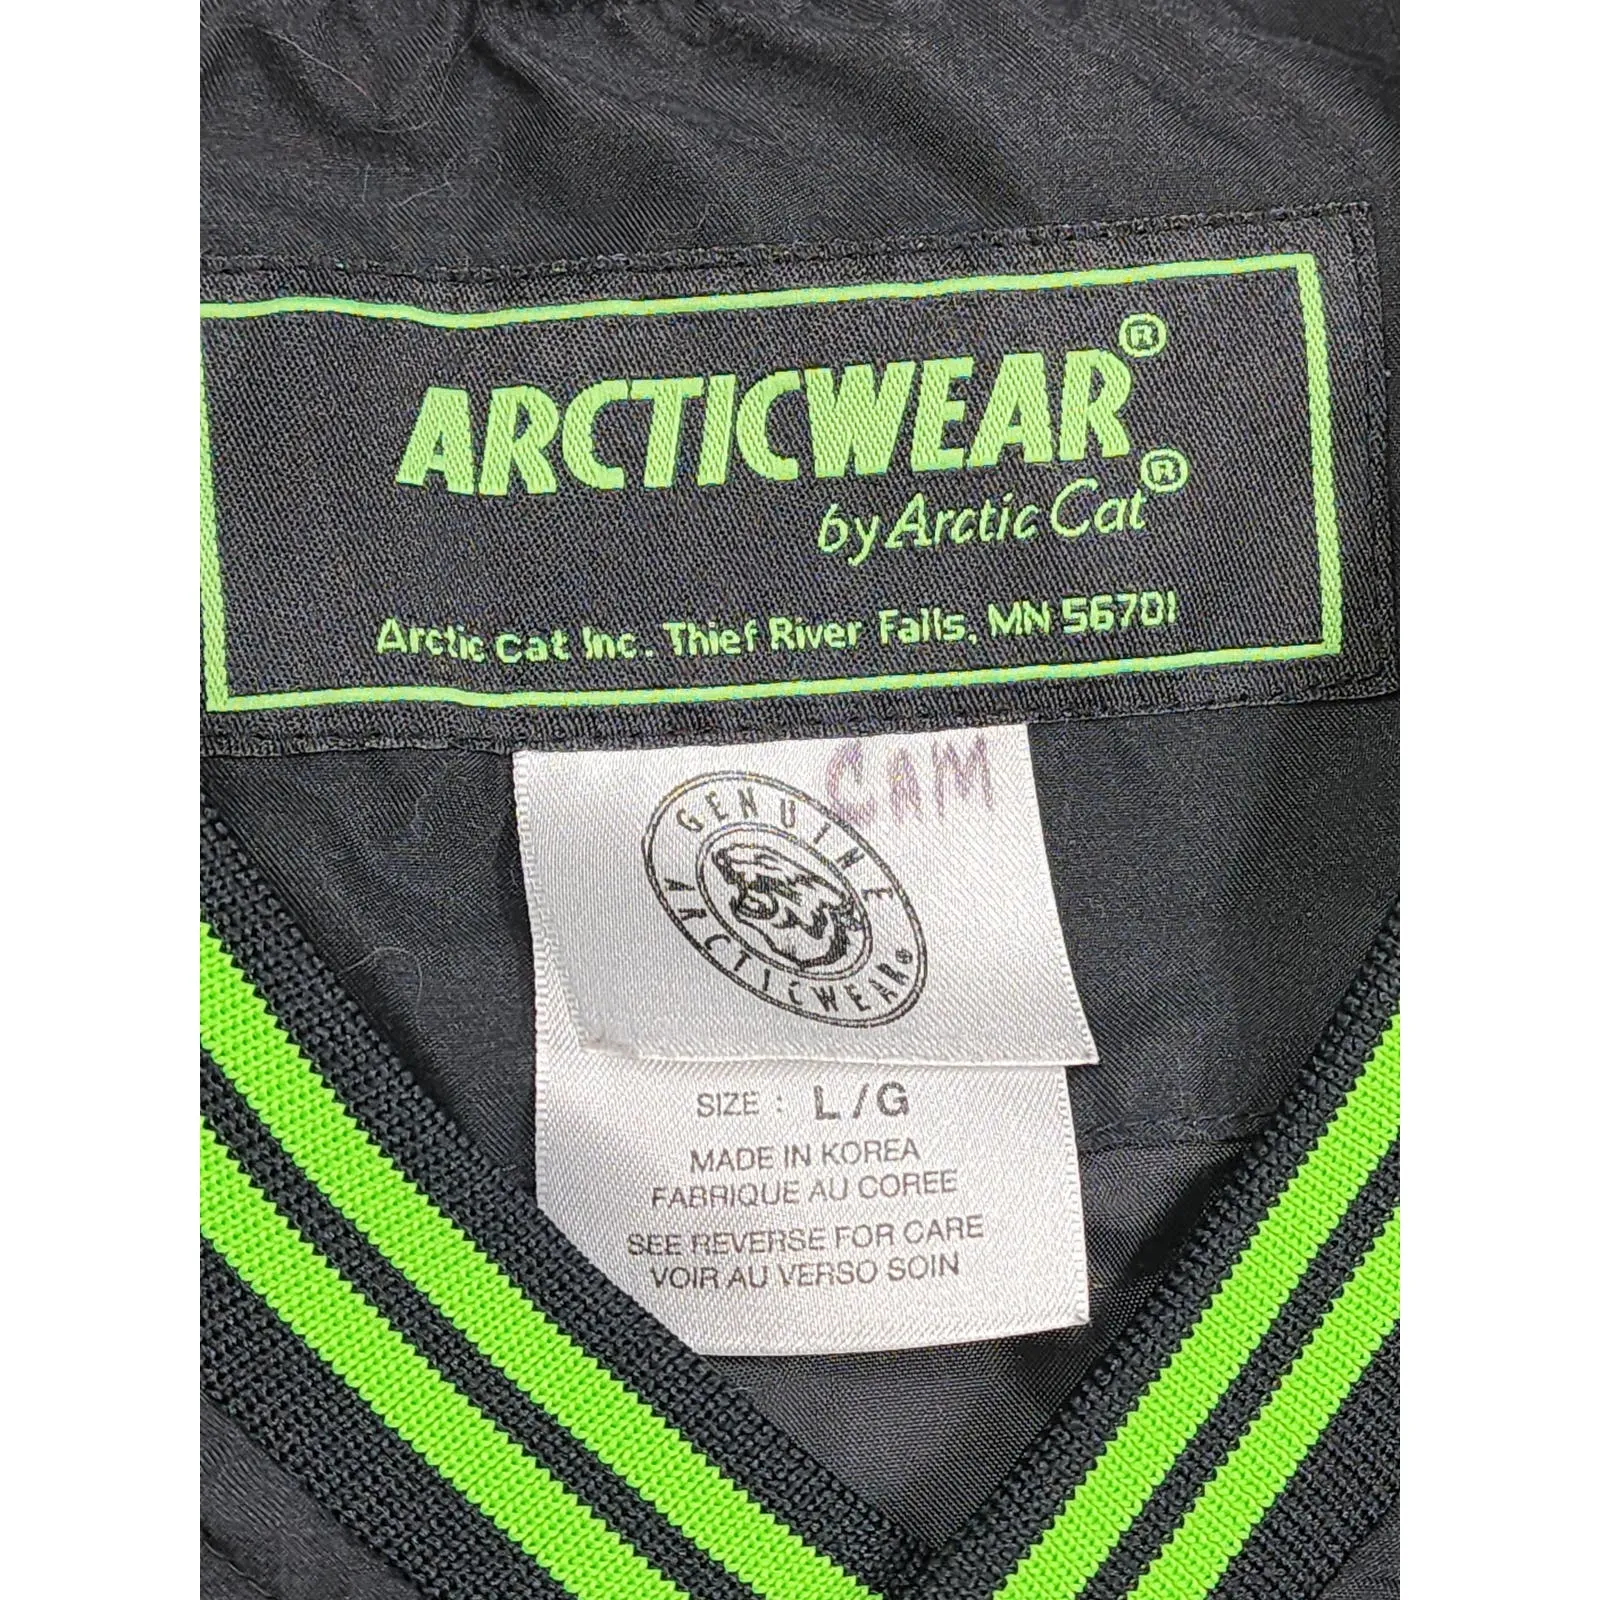 ARCTICWEAR®
by Arctic Cat®
Arctic Cat Inc. Thief River Falls, MN 56701
CAM
GENUINE
ARCTICWEAR®
SIZE : L/G
MADE IN KOREA
FABRIQUE AU COREE
SEE REVERSE FOR CARE
VOIR AU VERSO SOIN